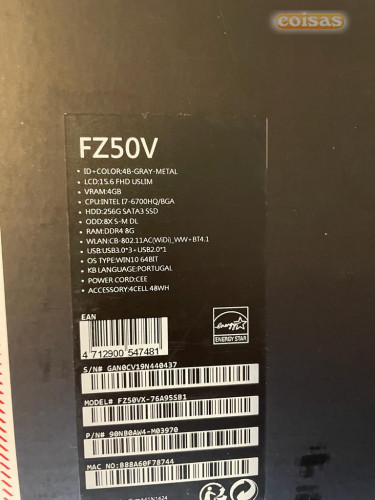 coisas
FZ50V
• ID+COLOR:4B-GRAY-METAL
• LCD:15.6 FHD USLIM
• VRAM:4GB
• CPU:INTEL I7-6700HQ/BGA
• HDD:256G SATA3 SSD
• ODD:8X S-M DL
• RAM:DDR4 8G
• WLAN:CB-802.11AC(WiDi)_WW+BT4.1
• USB:USB3.0*3+USB2.0*1
• OS TYPE:WIN10 64BIT
• KB LANGUAGE:PORTUGAL
• POWER CORD:CEE
• ACCESSORY:4CELL 48WH
EAN
4 712900 547481
energy
ENERGY STAR
S/N# GAN0CV19N440437
MODEL# FZ50VX-76A95SB1
P/N# 90NB0AW4-M03970
MAC NO:B88A60F78744